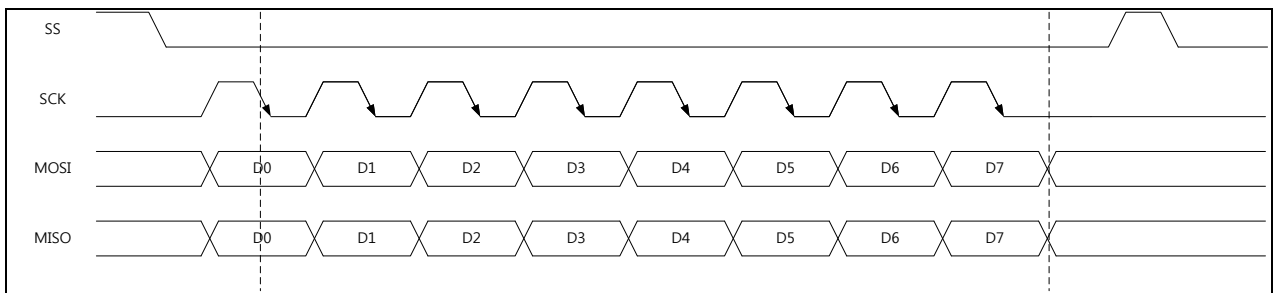 SS
SCK
MOSI D0 D1 D2 D3 D4 D5 D6 D7
MISO D0 D1 D2 D3 D4 D5 D6 D7